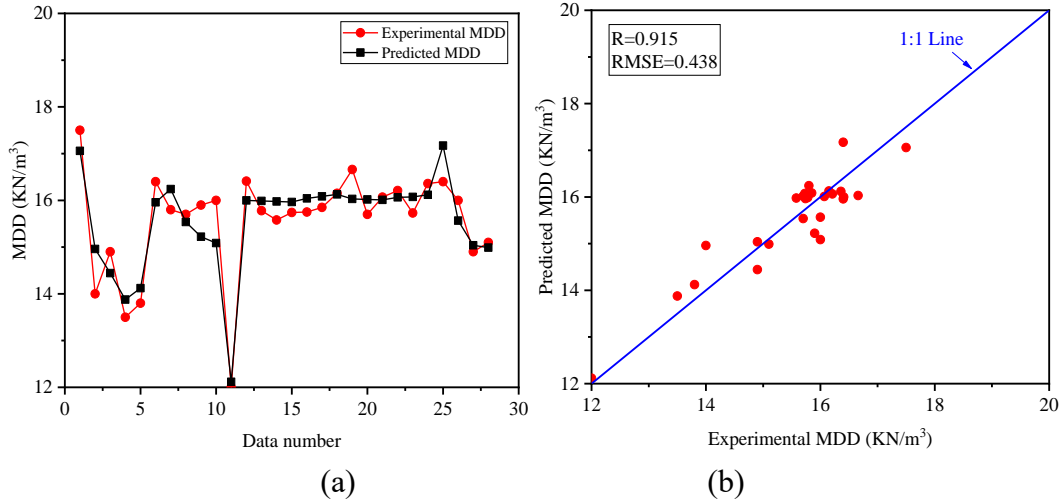 20
18
16
14
12
MDD (KN/m³)
Experimental MDD
Predicted MDD
0 5 10 15 20 25 30
Data number
(a)
20
18
16
14
12
Predicted MDD (KN/m³)
R=0.915
RMSE=0.438
1:1 Line
12 14 16 18 20
Experimental MDD (KN/m³)
(b)